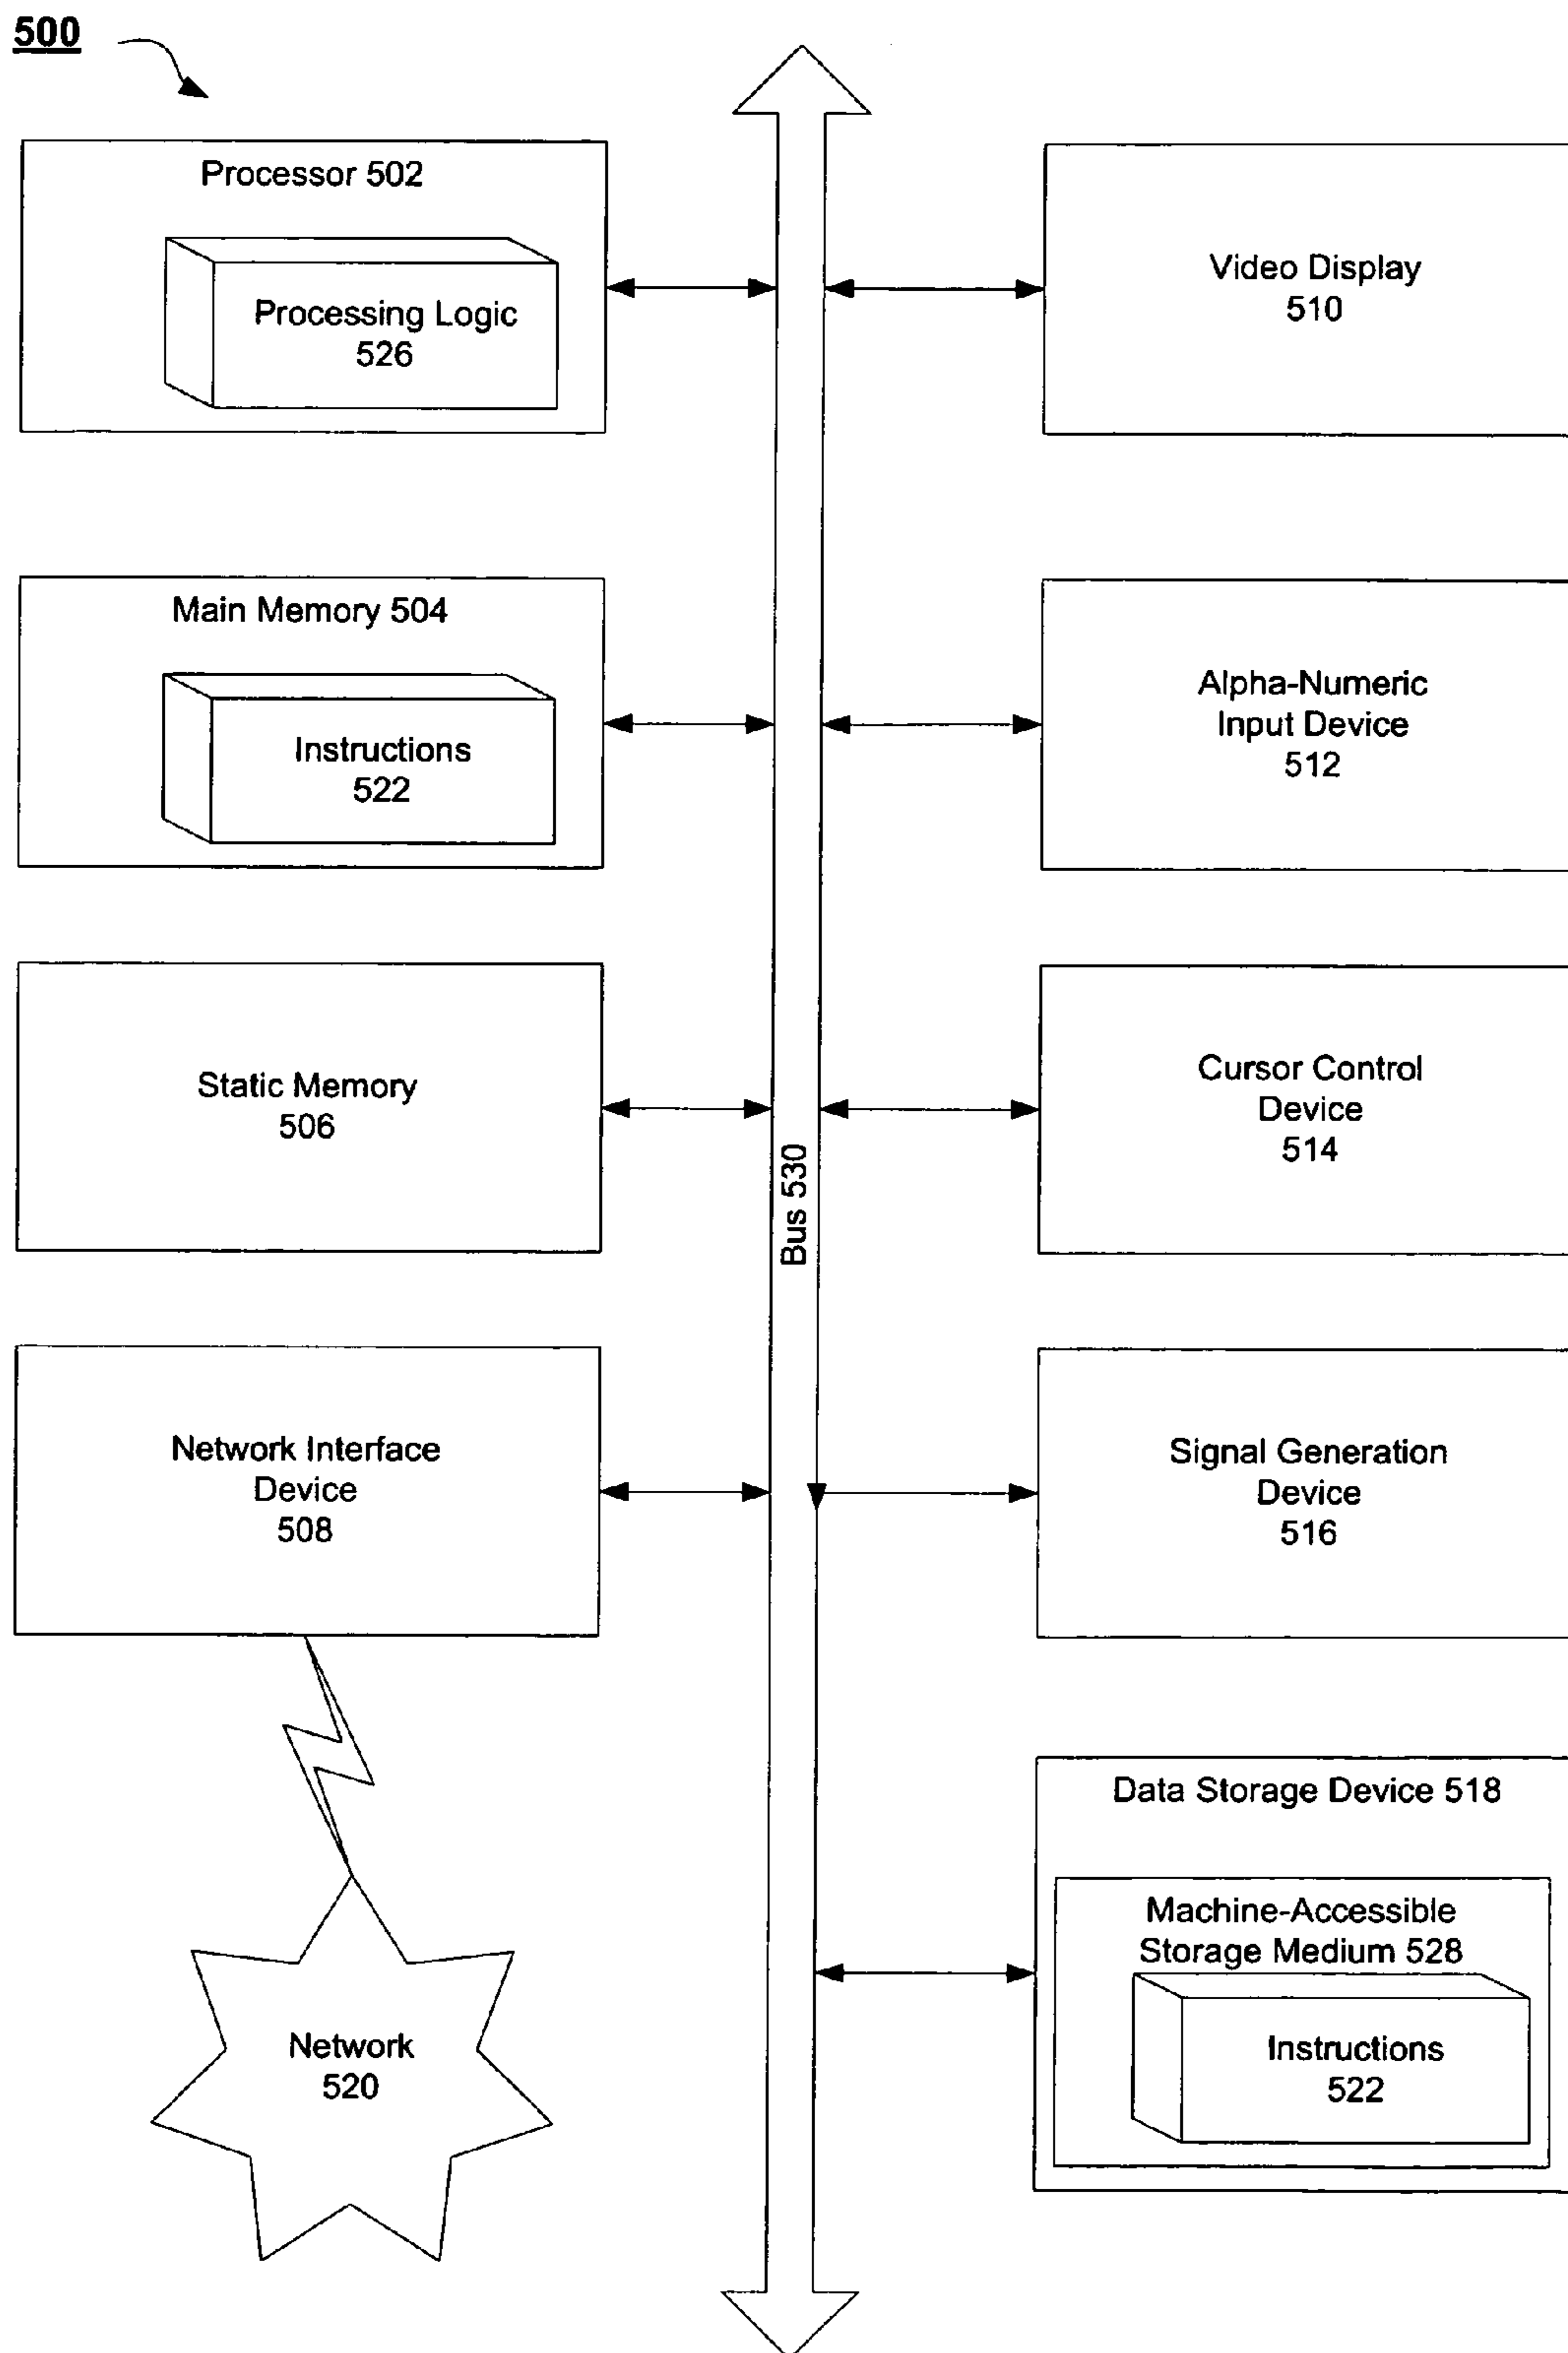 500
Processor 502
Processing Logic
526
Video Display
510
Main Memory 504
Instructions
522
Alpha-Numeric
Input Device
512
Static Memory
506
Cursor Control
Device
514
Bus 530
Network Interface
Device
508
Signal Generation
Device
516
Data Storage Device 518
Machine-Accessible
Storage Medium 528
Instructions
522
Network
520